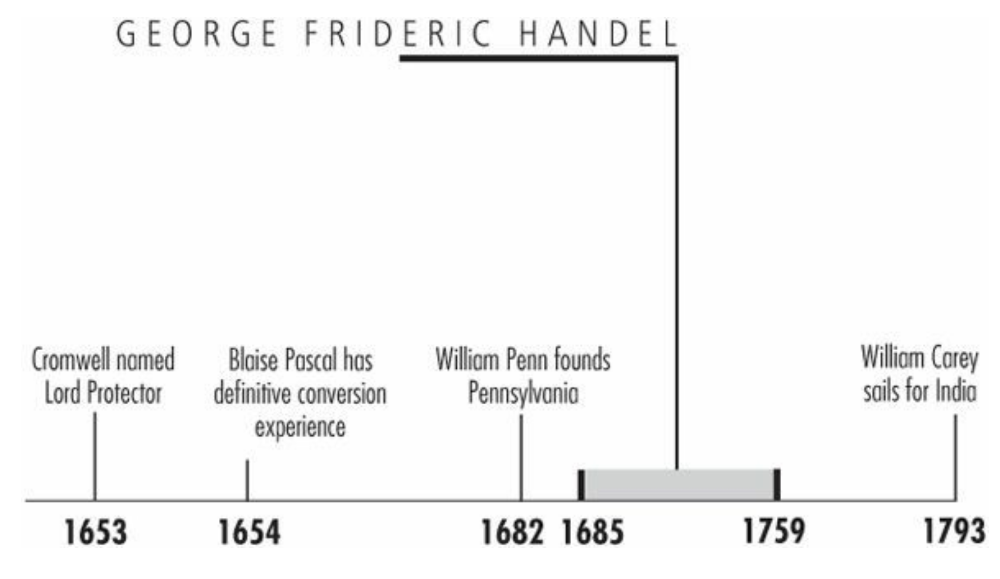 GEORGE FRIDERIC HANDEL
Cromwell named
Lord Protector
Blaise Pascal has
definitive conversion
experience
William Penn founds
Pennsylvania
William Carey
sails for India
1653
1654
1682
1685
1759
1793